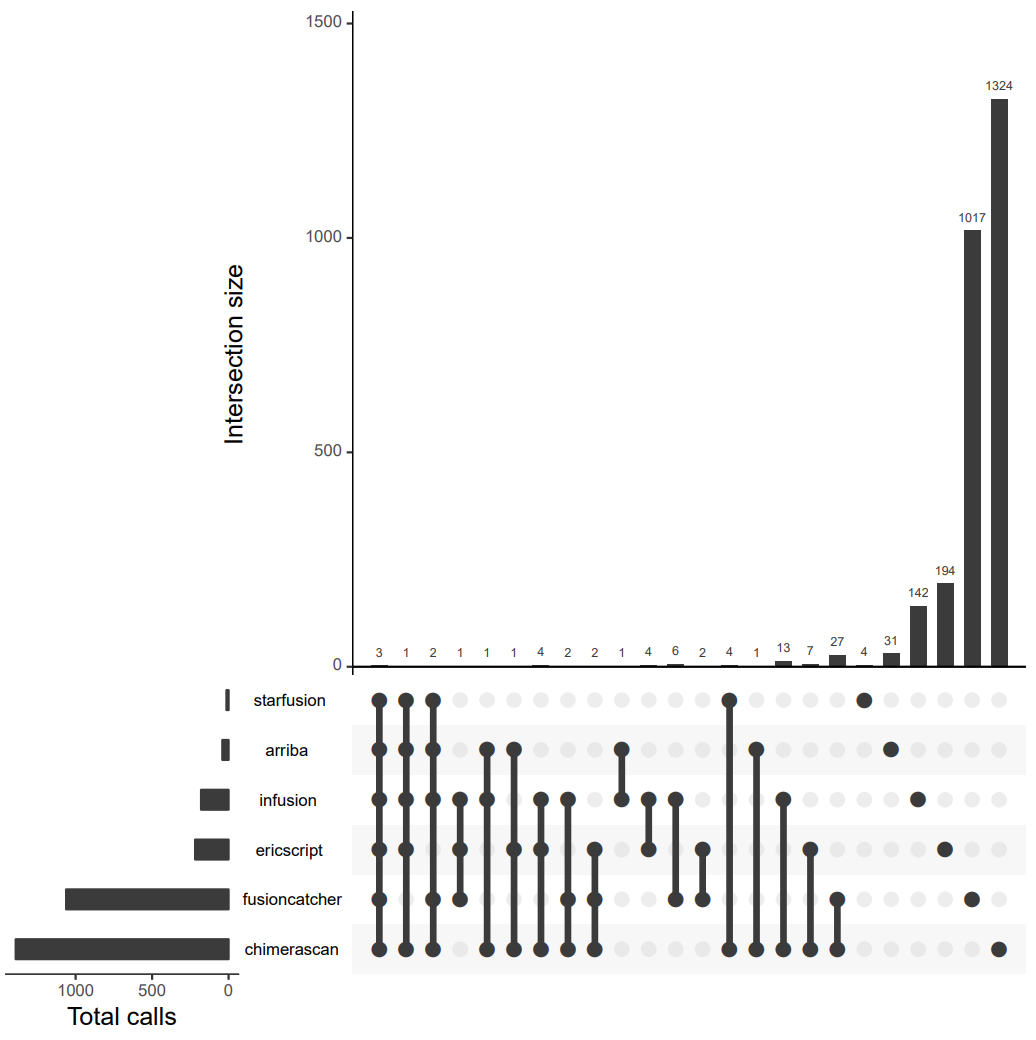 1500
1324
1017
1000
Intersection size
500
194
142
3 1 2 1 1 1 4 2 2 1 4 6 2 4 1 13 7 27 4 31
0
starfusion
arriba
infusion
ericscript
fusioncatcher
chimerascan
1000 500 0
Total calls